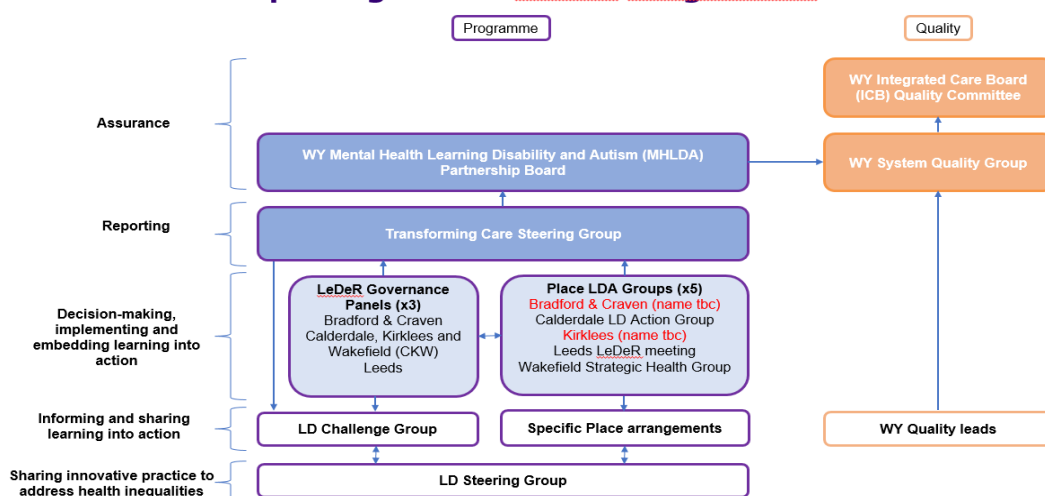 Programme
Quality
WY Integrated Care Board
(ICB) Quality Committee
Assurance
WY Mental Health Learning Disability and Autism (MHLDA)
Partnership Board
WY System Quality Group
Reporting
Transforming Care Steering Group
LeDeR Governance
Panels (x3)
Bradford & Craven
Calderdale, Kirklees and
Wakefield (CKW)
Leeds
Place LDA Groups (x5)
Bradford & Craven (name tbc)
Calderdale LD Action Group
Kirklees (name tbc)
Leeds LeDeR meeting
Wakefield Strategic Health Group
Decision-making,
implementing and
embedding learning into
action
Informing and sharing
learning into action
LD Challenge Group
Specific Place arrangements
WY Quality leads
Sharing innovative practice to
address health inequalities
LD Steering Group